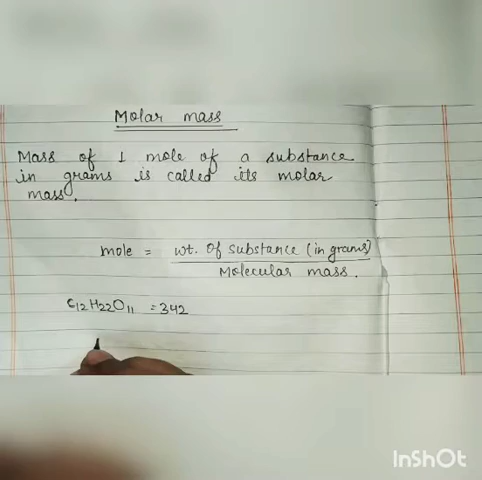 Molar mass
Mass of 1 mole of a substance
in grams is called its molar
mass.
mole = wt. of substance (in grams)
Molecular mass.
C12H22O11 = 342
InShOt